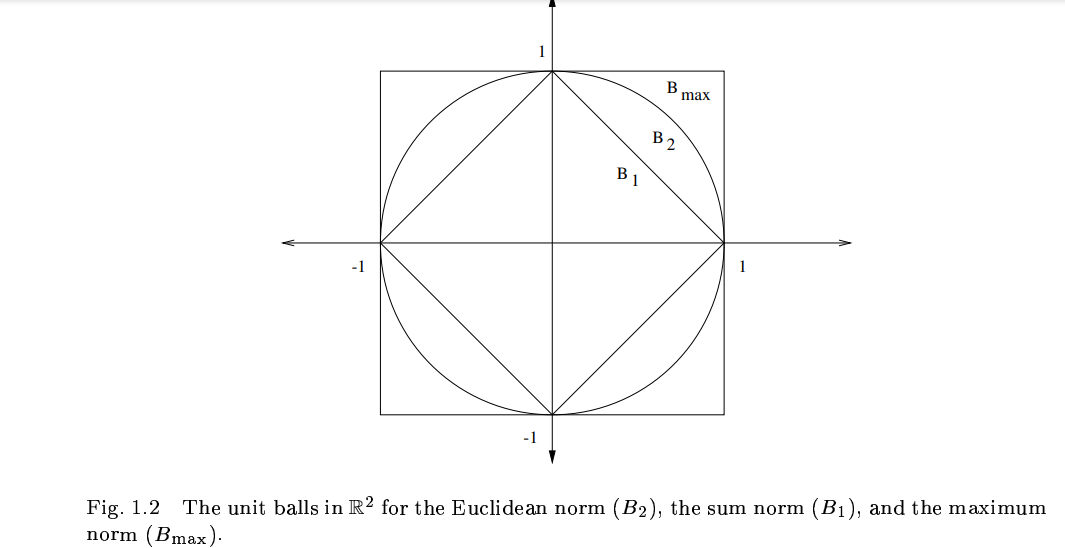 1
B max
B 2
B 1
-1
1
-1
Fig. 1.2 The unit balls in ℝ² for the Euclidean norm (B₂), the sum norm (B₁), and the maximum
norm (Bmax).